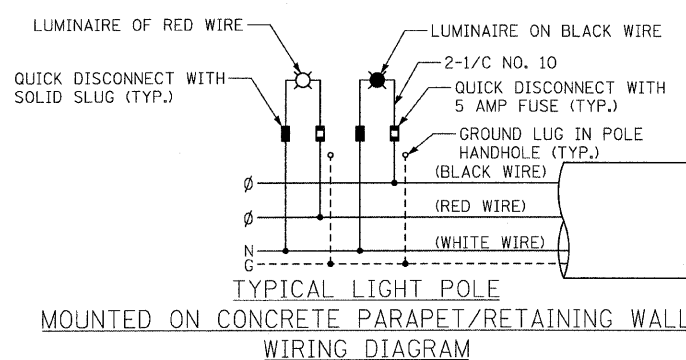 LUMINAIRE OF RED WIRE
LUMINAIRE ON BLACK WIRE
2-1/C NO. 10
QUICK DISCONNECT WITH
SOLID SLUG (TYP.)
QUICK DISCONNECT WITH
5 AMP FUSE (TYP.)
GROUND LUG IN POLE
HANDHOLE (TYP.)
Ø (BLACK WIRE)
Ø (RED WIRE)
N (WHITE WIRE)
G
TYPICAL LIGHT POLE
MOUNTED ON CONCRETE PARAPET/RETAINING WALL
WIRING DIAGRAM